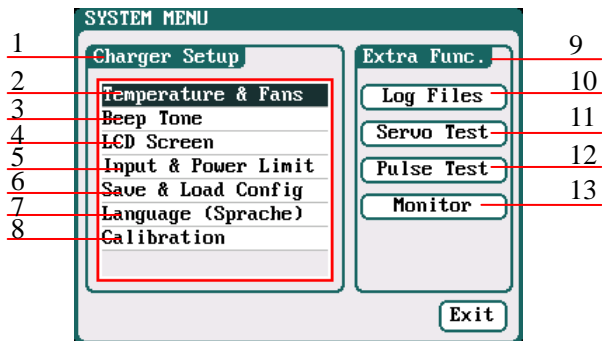 SYSTEM MENU
1
Charger Setup
Extra Func.
9
2
Temperature & Fans
Log Files
10
3
Beep Tone
Servo Test
11
4
LCD Screen
5
Input & Power Limit
Pulse Test
12
6
Save & Load Config
Monitor
13
7
Language (Sprache)
8
Calibration
Exit